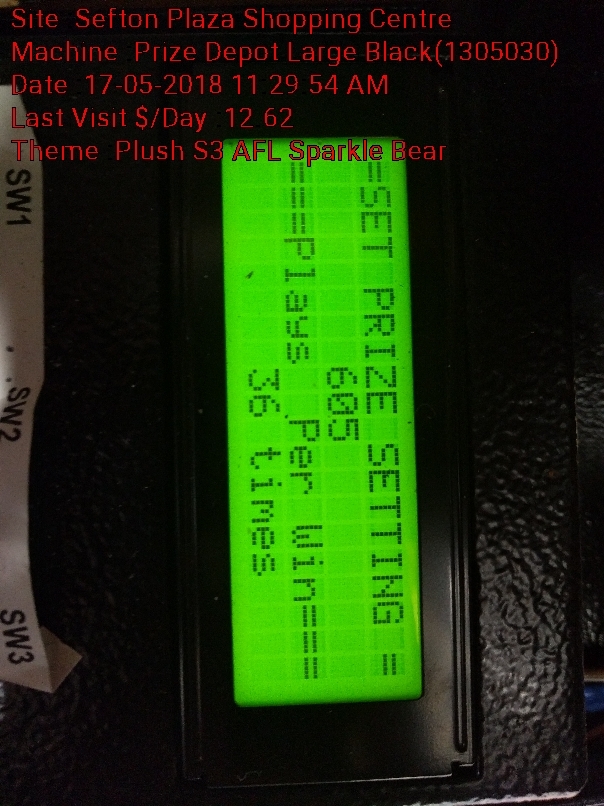 Site  Sefton Plaza Shopping Centre
Machine  Prize Depot Large Black(1305030)
Date  17-05-2018 11 29 54 AM
Last Visit $/Day  12 62
Theme  Plush S3 AFL Sparkle Bear
=SET PRIZE SETTING =
605
===Plays Per win===
36 times
SW1
SW2
SW3